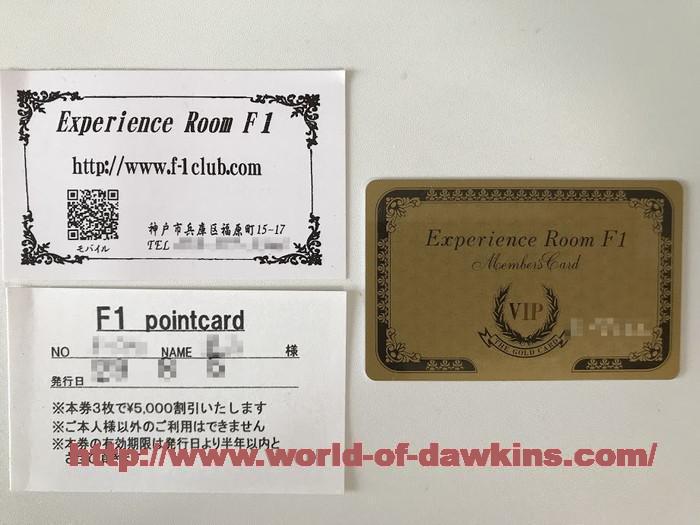 Experience Room F1
http://www.f-1club.com
神戸市兵庫区福原町15-17
モバイル
TEL
F1 pointcard
NO
NAME
様
発行日
※本券3枚で¥5,000割引いたします
※ご本人様以外のご利用はできません
※本券の有効期限は発行日より半年以内と
http://www.world-of-dawkins.com/
Experience Room F1
Members Card
VIP
THE GOLD CARD